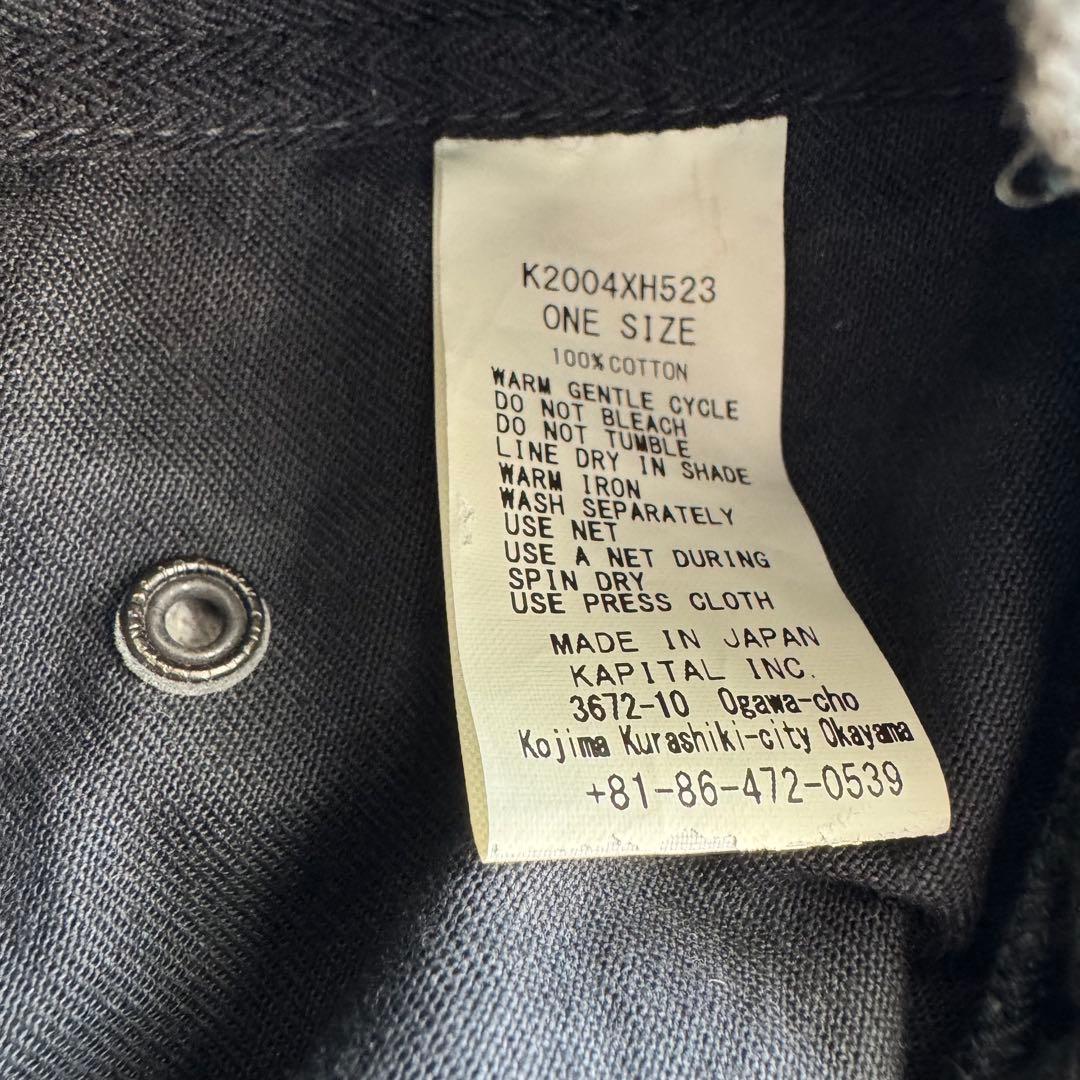 K2004XH523
ONE SIZE
100%COTTON
WARM GENTLE CYCLE
DO NOT BLEACH
DO NOT TUMBLE
LINE DRY IN SHADE
WARM IRON
WASH SEPARATELY
USE NET
USE A NET DURING
SPIN DRY
USE PRESS CLOTH
MADE IN JAPAN
KAPITAL INC.
3672-10 Ogawa-cho
Kojima Kurashiki-city Okayama
+81-86-472-0539